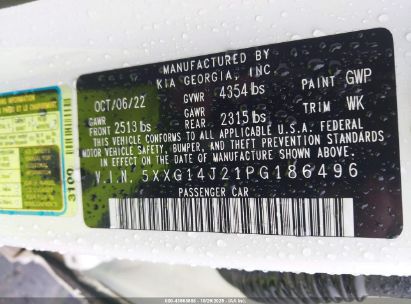 MANUFACTURED BY
KIA GEORGIA, INC
OCT/06/22 GVWR 4354 lbs PAINT GWP
GAWR FRONT 2513 lbs GAWR REAR 2315 lbs TRIM WK
THIS VEHICLE CONFORMS TO ALL APPLICABLE U.S.A. FEDERAL
MOTOR VEHICLE SAFETY, BUMPER, AND THEFT PREVENTION STANDARDS
IN EFFECT ON THE DATE OF MANUFACTURE SHOWN ABOVE.
V.I.N. 5XXG14J21PG186496
PASSENGER CAR
3100